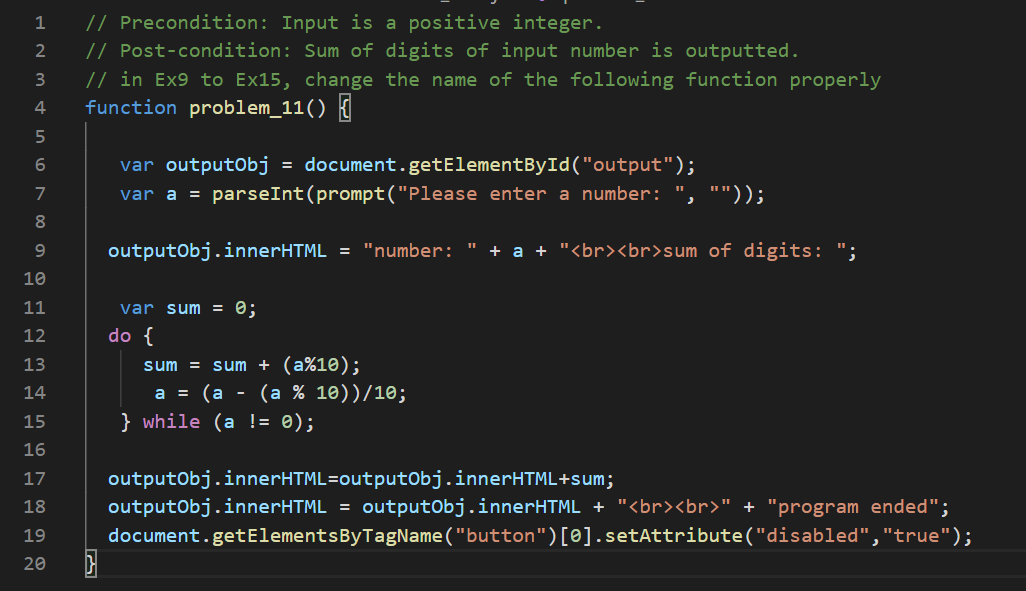 1 // Precondition: Input is a positive integer.
2 // Post-condition: Sum of digits of input number is outputted.
3 // in Ex9 to Ex15, change the name of the following function properly
4 function problem_11() {
5
6 var outputObj = document.getElementById("output");
7 var a = parseInt(prompt("Please enter a number: ", ""));
8
9 outputObj.innerHTML = "number: " + a + "<br><br>sum of digits: ";
10
11 var sum = 0;
12 do {
13 sum = sum + (a%10);
14 a = (a - (a % 10))/10;
15 } while (a != 0);
16
17 outputObj.innerHTML=outputObj.innerHTML+sum;
18 outputObj.innerHTML = outputObj.innerHTML + "<br><br>" + "program ended";
19 document.getElementsByTagName("button")[0].setAttribute("disabled","true");
20 }